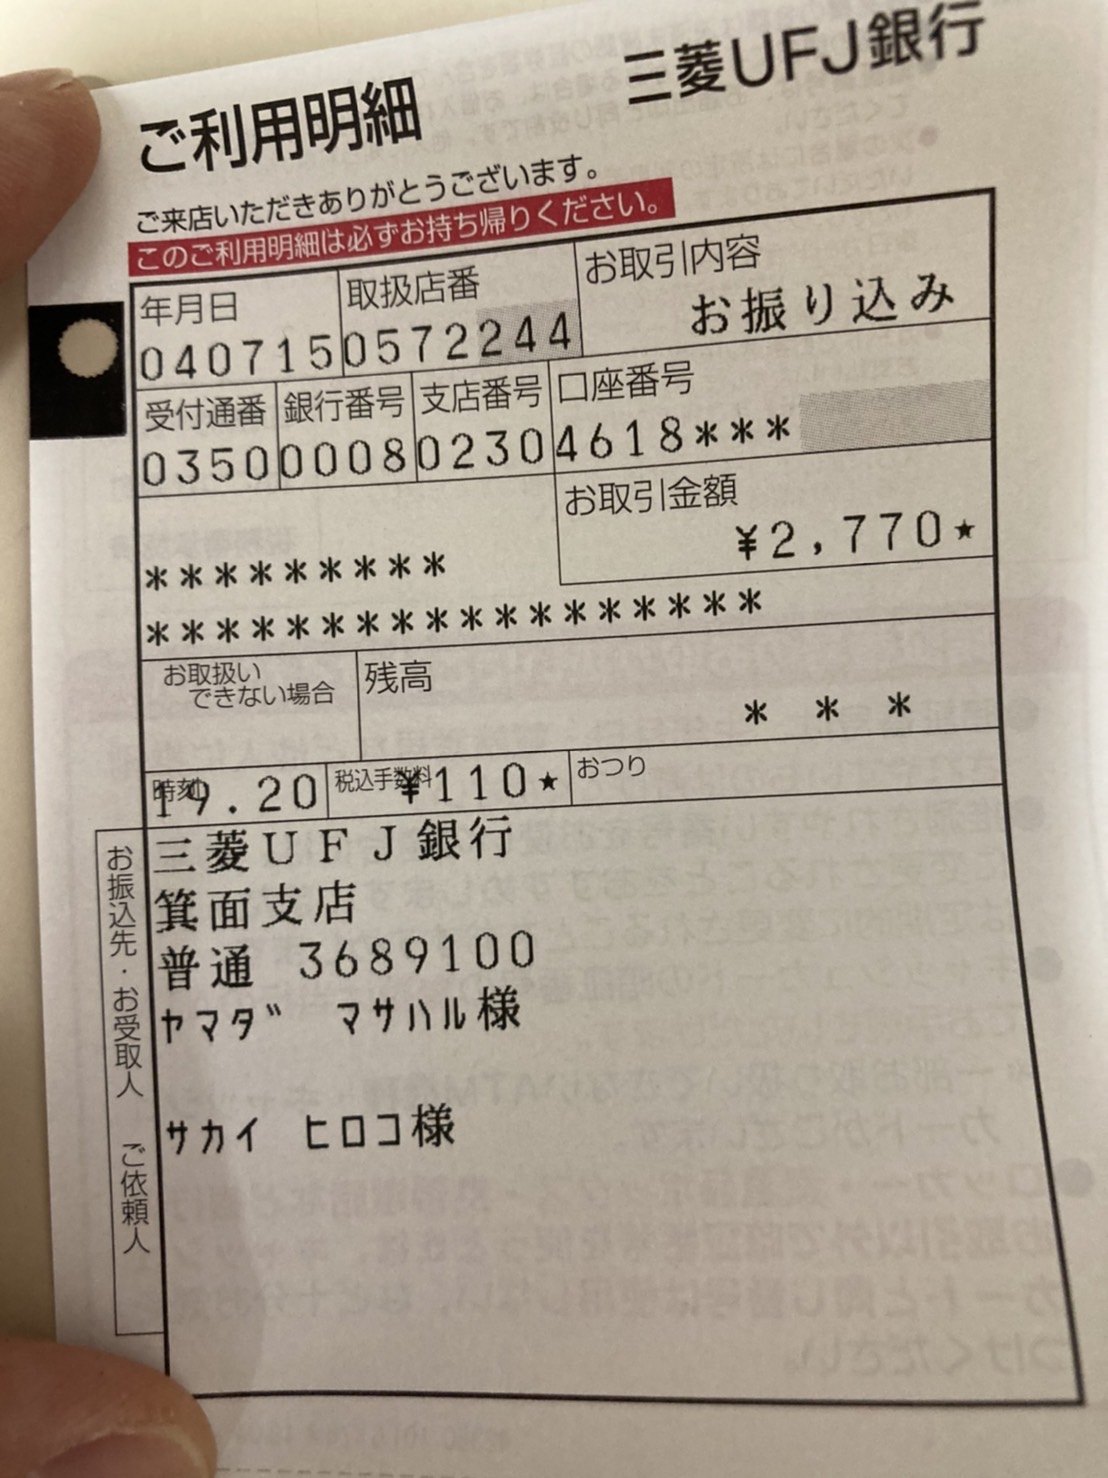 三菱UFJ銀行
ご利用明細
ご来店いただきありがとうございます。
このご利用明細は必ずお持ち帰りください。
年月日 取扱店番 お取引内容
040715 0572244 お振り込み
受付通番 銀行番号 支店番号 口座番号
0350 0008 0230 4618***
お取引金額
¥2,770★
*********
******************
お取扱いできない場合 残高
* * *
時刻 税込手数料 おつり
19.20 ¥110★
お振込先・お受取人 ご依頼人
三菱UFJ銀行
箕面支店
普通 3689100
ヤマダ マサハル様
サカイ ヒロコ様